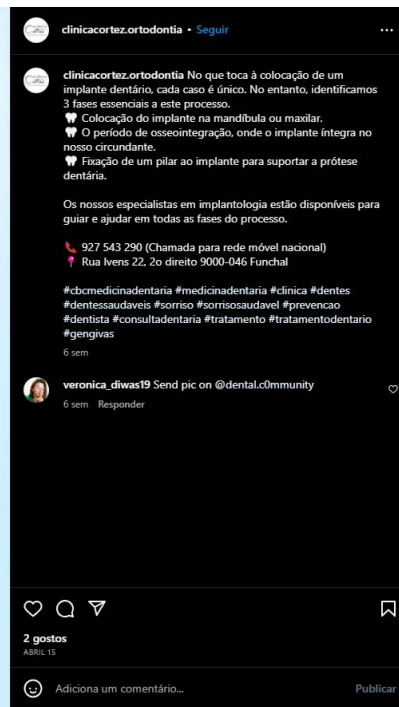 clinicacortez.ortodontia • Seguir
clinicacortez.ortodontia No que toca à colocação de um
implante dentário, cada caso é único. No entanto, identificamos
3 fases essenciais a este processo.
🦷 Colocação do implante na mandíbula ou maxilar.
🦷 O período de osseointegração, onde o implante íntegra no
nosso circundante.
🦷 Fixação de um pilar ao implante para suportar a prótese
dentária.
Os nossos especialistas em implantologia estão disponíveis para
guiar e ajudar em todas as fases do processo.
📞 927 543 290 (Chamada para rede móvel nacional)
📍 Rua Ivens 22, 2o direito 9000-046 Funchal
#cbcmedicinadentaria #medicinadentaria #clinica #dentes
#dentessaudaveis #sorriso #sorrisosaudavel #prevencao
#dentista #consultadentaria #tratamento #tratamentodentario
#gengivas
6 sem
veronica_diwas19 Send pic on @dental.c0mmunity
6 sem Responder
2 gostos
ABRIL 15
Adiciona um comentário...
Publicar